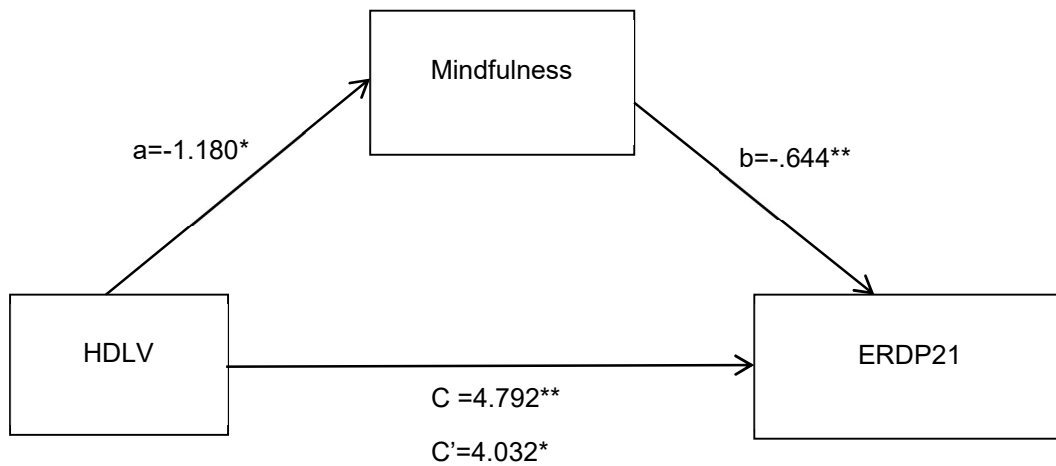 Mindfulness
a=-1.180*
b=-.644**
HDLV
ERDP21
C =4.792**
C’=4.032*